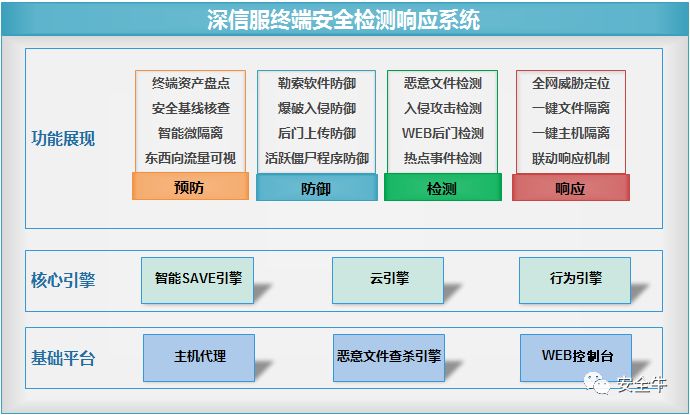 深信服终端安全检测响应系统
功能展现
终端资产盘点
安全基线核查
智能微隔离
东西向流量可视
预防
勒索软件防御
爆破入侵防御
后门上传防御
活跃僵尸程序防御
防御
恶意文件检测
入侵攻击检测
WEB后门检测
热点事件检测
检测
全网威胁定位
一键文件隔离
一键主机隔离
联动响应机制
响应
核心引擎
智能SAVE引擎
云引擎
行为引擎
基础平台
主机代理
恶意文件查杀引擎
WEB控制台
安全牛